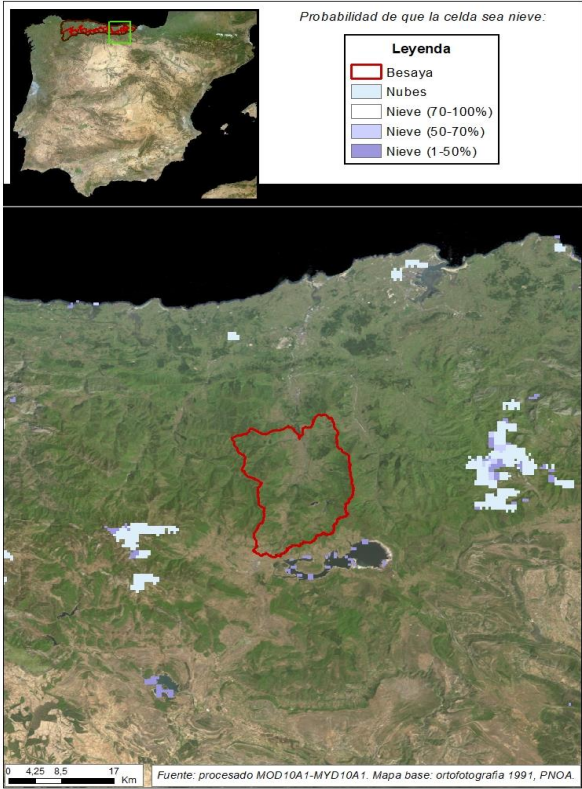 Probabilidad de que la celda sea nieve:
Leyenda
Besaya
Nubes
Nieve (70-100%)
Nieve (50-70%)
Nieve (1-50%)
0 4,25 8,5 17
Km
Fuente: procesado MOD10A1-MYD10A1. Mapa base: ortofotografia 1991, PNOA.